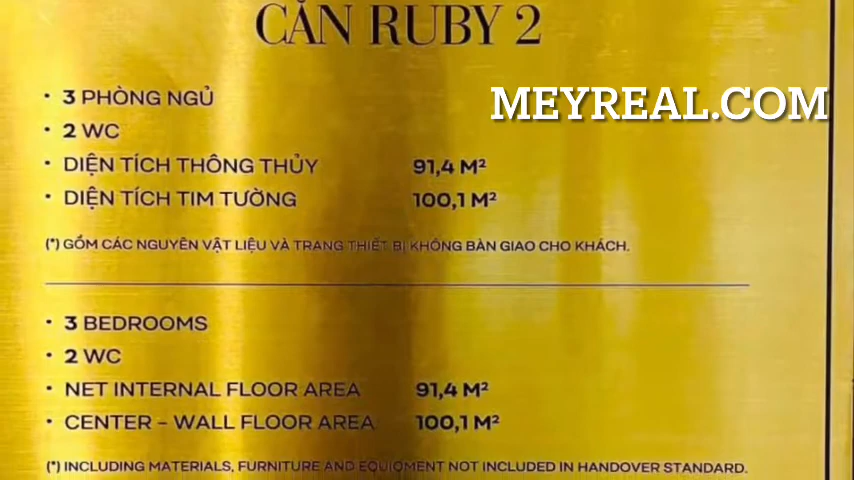 CĂN RUBY 2
MEYREAL.COM
• 3 PHÒNG NGỦ
• 2 WC
• DIỆN TÍCH THÔNG THỦY 91,4 M²
• DIỆN TÍCH TIM TƯỜNG 100,1 M²
(*) GỒM CÁC NGUYÊN VẬT LIỆU VÀ TRANG THIẾT BỊ KHÔNG BÀN GIAO CHO KHÁCH.
• 3 BEDROOMS
• 2 WC
• NET INTERNAL FLOOR AREA 91,4 M²
• CENTER – WALL FLOOR AREA 100,1 M²
(*) INCLUDING MATERIALS, FURNITURE AND EQUIQMENT NOT INCLUDED IN HANDOVER STANDARD.